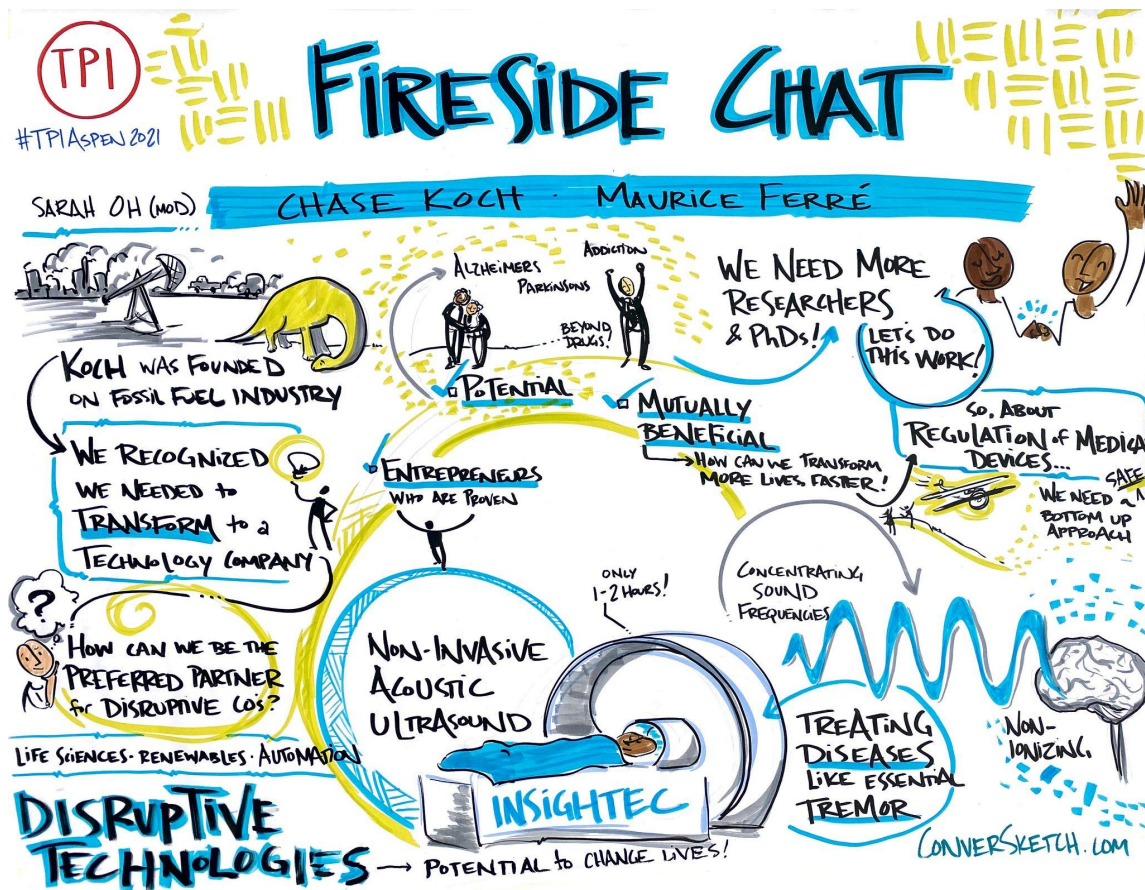 TPI
#TPIASPEN2021
FIRESIDE CHAT
SARAH OH (MOD)
CHASE KOCH · MAURICE FERRÉ
KOCH WAS FOUNDED
ON FOSSIL FUEL INDUSTRY
WE RECOGNIZED
WE NEEDED to
TRANSFORM to a
TECHNOLOGY COMPANY
?
HOW CAN WE BE THE
PREFERRED PARTNER
for DISRUPTIVE CO'S?
LIFE SCIENCES · RENEWABLES · AUTOMATION
DISRUPTIVE
TECHNOLOGIES → POTENTIAL to CHANGE LIVES!
ALZHEIMERS
PARKINSONS
ADDICTION
BEYOND
DRUGS!
POTENTIAL
MUTUALLY
BENEFICIAL
HOW CAN WE TRANSFORM
MORE LIVES, FASTER!
ENTREPRENEURS
WHO ARE PROVEN
NON-INVASIVE
ACOUSTIC
ULTRASOUND
ONLY
1-2 HOURS!
INSIGHTEC
WE NEED MORE
RESEARCHERS
& PhDs!
LET'S DO
THIS WORK!
SO, ABOUT
REGULATION of MEDICA
DEVICES...
SAFE
WE NEED a ^
BOTTOM UP
APPROACH
CONCENTRATING
SOUND
FREQUENCIES
TREATING
DISEASES
LIKE ESSENTIAL
TREMOR
NON-
IONIZING
CONVERSKETCH.COM